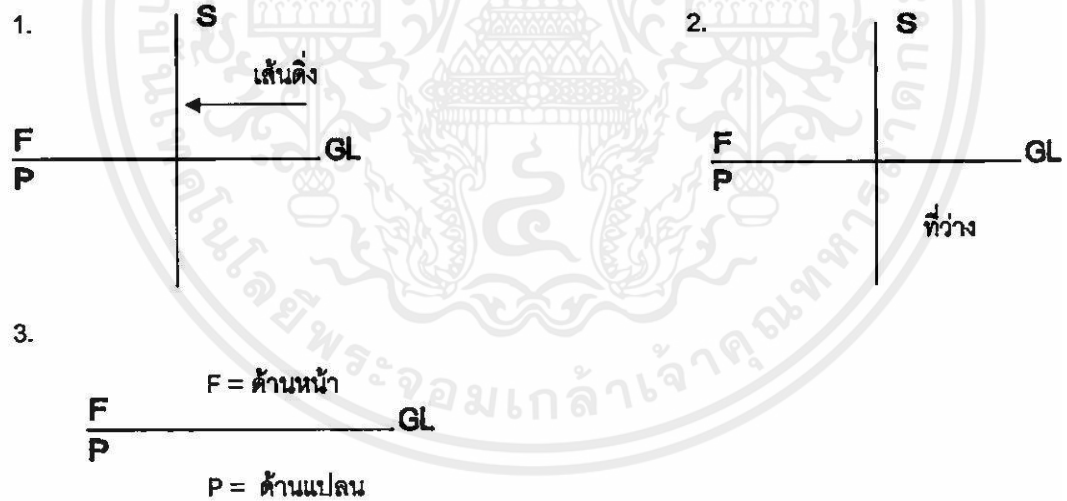 1.
S
เส้นดิ่ง
F
GL
P
2.
S
F
GL
P
ที่ว่าง
3.
F = ด้านหน้า
F
GL
P
P = ด้านแปลน